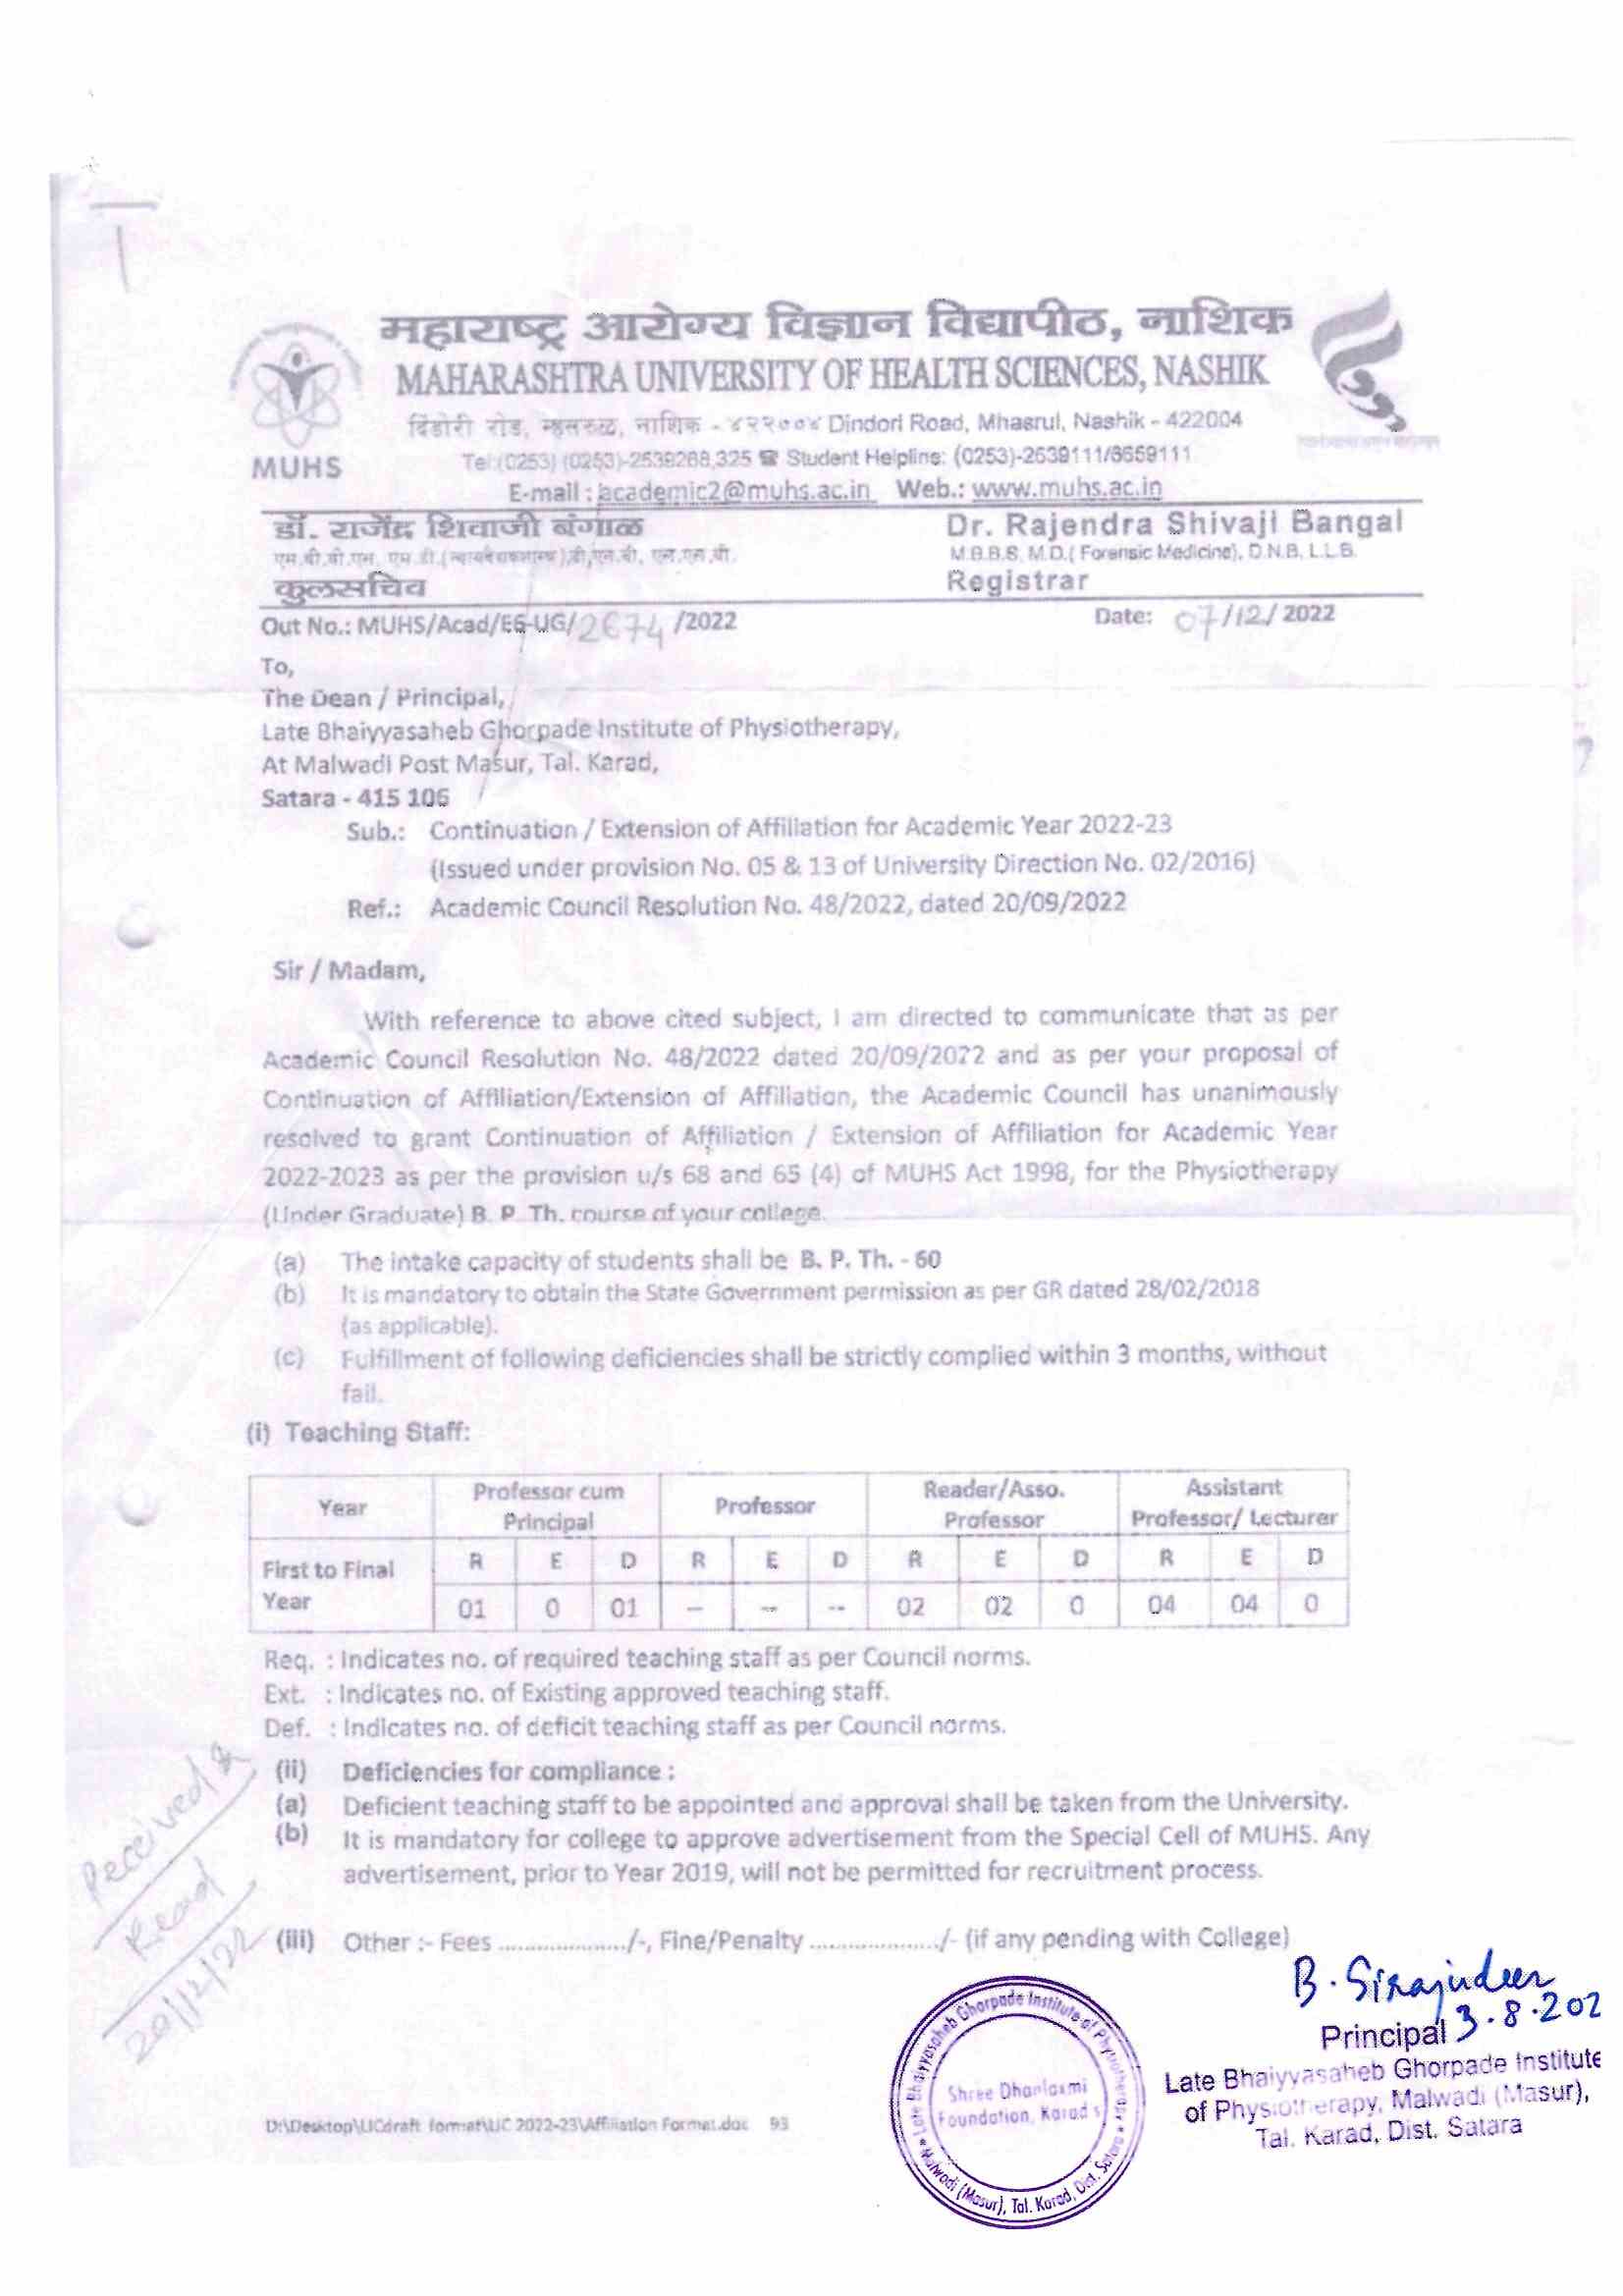 महाराष्ट्र आरोग्य विज्ञान विद्यापीठ, नाशिक
MAHARASHTRA UNIVERSITY OF HEALTH SCIENCES, NASHIK
दिंडोरी रोड, म्हसरुळ, नाशिक - ४२२००४ Dindori Road, Mhasrul, Nashik - 422004
MUHS
Tel:(0253) (0253)-2539288,325 ☎ Student Helpline: (0253)-2539111/6659111
E-mail : academic2@muhs.ac.in Web.: www.muhs.ac.in
डॉ. राजेंद्र शिवाजी बंगाळ
Dr. Rajendra Shivaji Bangal
एम.बी.बी.एस, एम.डी.(न्यायवैद्यकशास्त्र),डी.एन.बी, एल.एल.बी.
M.B.B.S, M.D.( Forensic Medicine), D.N.B, L.L.B.
कुलसचिव
Registrar
Out No.: MUHS/Acad/E6-UG/2674 /2022
Date: 07/12/ 2022
To,
The Dean / Principal,
Late Bhaiyyasaheb Ghorpade Institute of Physiotherapy,
At Malwadi Post Masur, Tal. Karad,
Satara - 415 106
Sub.: Continuation / Extension of Affiliation for Academic Year 2022-23
(Issued under provision No. 05 & 13 of University Direction No. 02/2016)
Ref.: Academic Council Resolution No. 48/2022, dated 20/09/2022
Sir / Madam,
With reference to above cited subject, I am directed to communicate that as per
Academic Council Resolution No. 48/2022 dated 20/09/2022 and as per your proposal of
Continuation of Affiliation/Extension of Affiliation, the Academic Council has unanimously
resolved to grant Continuation of Affiliation / Extension of Affiliation for Academic Year
2022-2023 as per the provision u/s 68 and 65 (4) of MUHS Act 1998, for the Physiotherapy
(Under Graduate) B. P. Th. course of your college.
(a) The intake capacity of students shall be B. P. Th. - 60
(b) It is mandatory to obtain the State Government permission as per GR dated 28/02/2018
(as applicable).
(c) Fulfillment of following deficiencies shall be strictly complied within 3 months, without
fail.
(i) Teaching Staff:
Year Professor cum Principal Professor Reader/Asso. Professor Assistant Professor/ Lecturer
First to Final Year R E D R E D R E D R E D
01 0 01 -- -- -- 02 02 0 04 04 0
Req. : Indicates no. of required teaching staff as per Council norms.
Ext. : Indicates no. of Existing approved teaching staff.
Def. : Indicates no. of deficit teaching staff as per Council norms.
(ii) Deficiencies for compliance :
(a) Deficient teaching staff to be appointed and approval shall be taken from the University.
(b) It is mandatory for college to approve advertisement from the Special Cell of MUHS. Any
advertisement, prior to Year 2019, will not be permitted for recruitment process.
Received &
Read
20/12/22
(iii) Other :- Fees ..................../-, Fine/Penalty ..................../- (if any pending with College)
B. Sirajudeen
3.8.202
Principal
Late Bhaiyyasaheb Ghorpade Institute
of Physiotherapy, Malwadi (Masur),
Tal. Karad, Dist. Satara
Late Bhaiyyasaheb Ghorpade Institute of Physiotherapy
Shree Dhanlaxmi
Foundation, Karad's
Malwadi (Masur), Tal. Karad, Dist. Satara
D:\Desktop\UCdraft format\UC 2022-23\Affiliation Format.doc 93